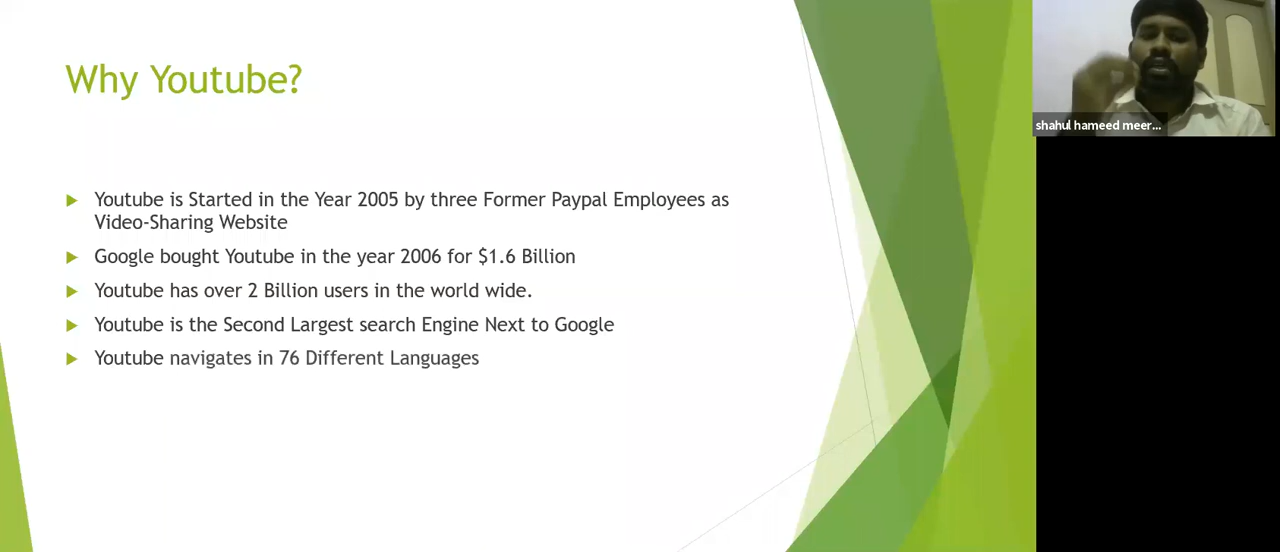 Why Youtube?
Youtube is Started in the Year 2005 by three Former Paypal Employees as
Video-Sharing Website
Google bought Youtube in the year 2006 for $1.6 Billion
Youtube has over 2 Billion users in the world wide.
Youtube is the Second Largest search Engine Next to Google
Youtube navigates in 76 Different Languages
shahul hameed meer...